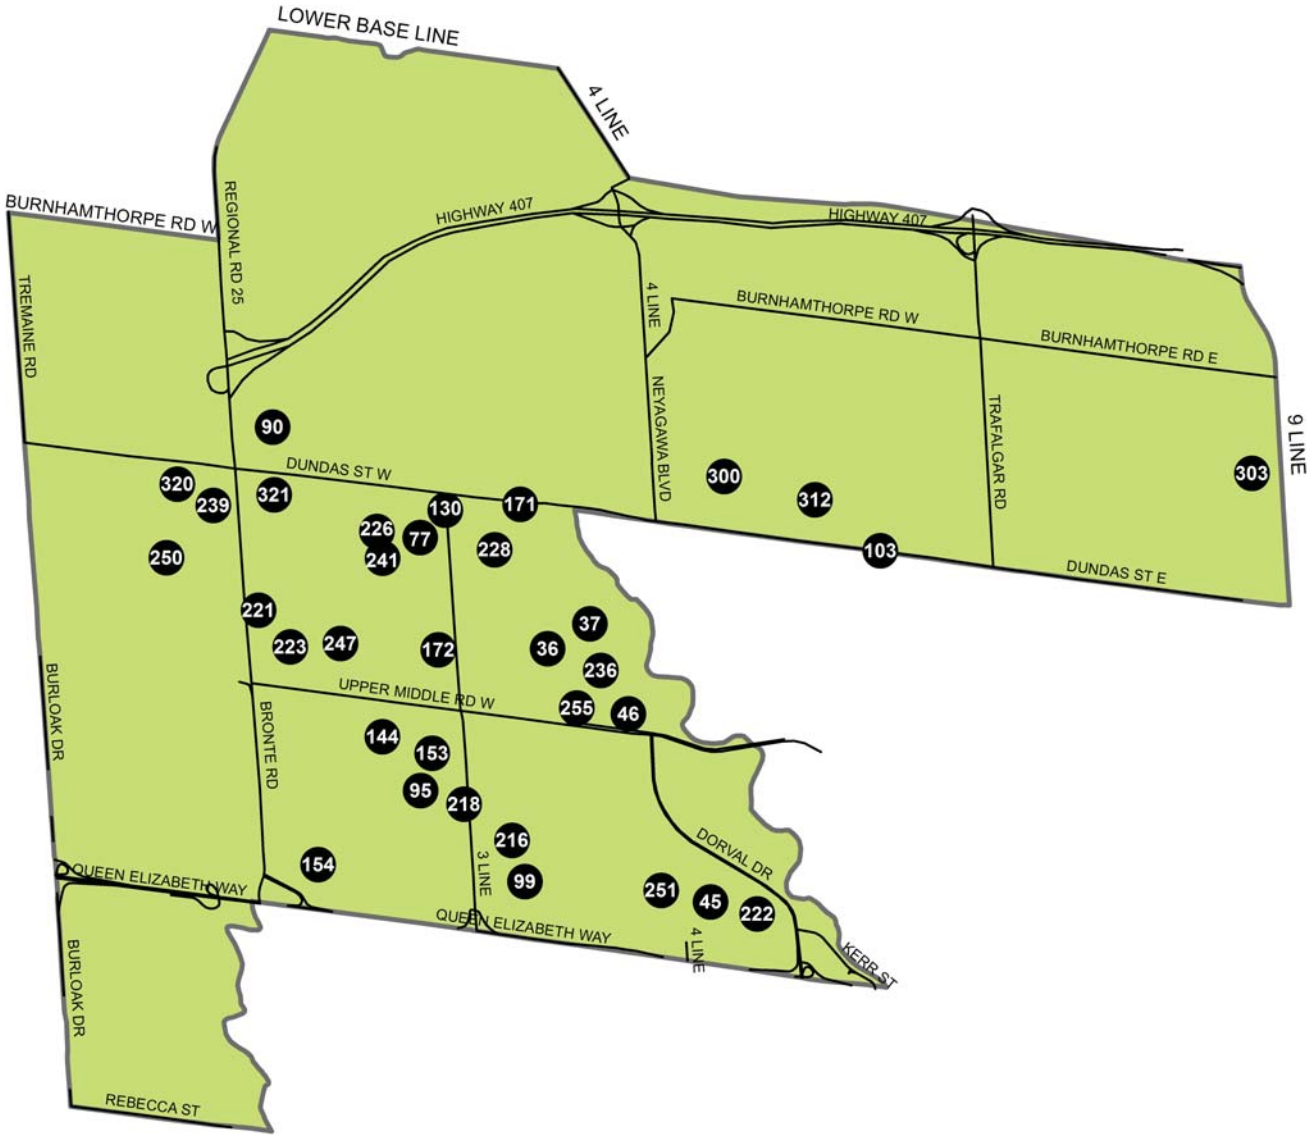 LOWER BASE LINE
4 LINE
BURNHAMTHORPE RD W
REGIONAL RD 25
HIGHWAY 407
HIGHWAY 407
TREMAINE RD
4 LINE
BURNHAMTHORPE RD W
BURNHAMTHORPE RD E
NEYAGAWA BLVD
TRAFALGAR RD
9 LINE
90
DUNDAS ST W
300
303
320
321
312
239
130
171
226
77
228
241
103
250
DUNDAS ST E
221
37
223
247
172
36
236
BURLOAK DR
UPPER MIDDLE RD W
255
46
BRONTE RD
144
153
95
218
216
DORVAL DR
154
3 LINE
99
QUEEN ELIZABETH WAY
251
45
222
QUEEN ELIZABETH WAY
4 LINE
KERR ST
BURLOAK DR
REBECCA ST